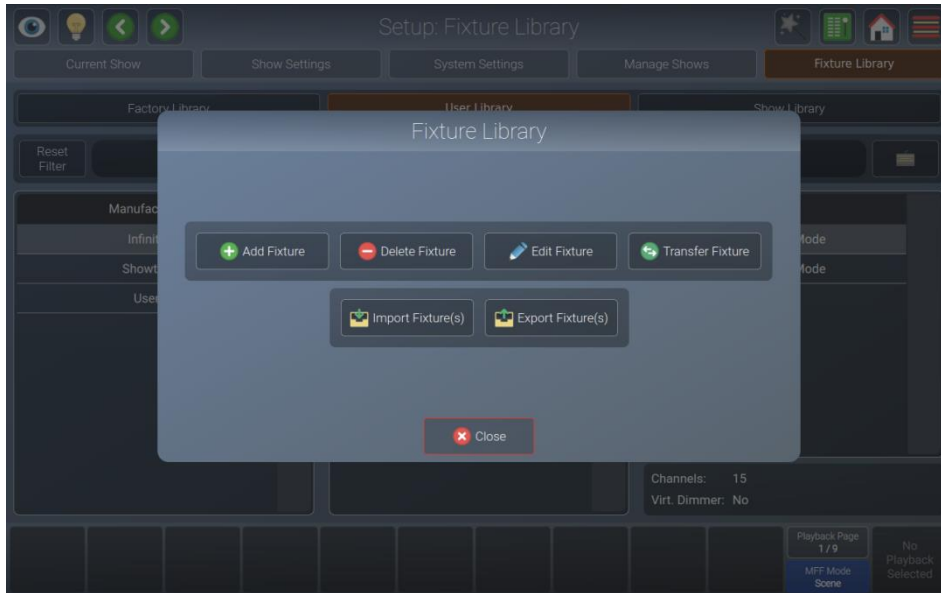 Setup: Fixture Library
Current Show
Show Settings
System Settings
Manage Shows
Fixture Library
Factory Library
User Library
Show Library
Fixture Library
Reset
Filter
Manufac
Infinit
Mode
Showt
Mode
User
Add Fixture
Delete Fixture
Edit Fixture
Transfer Fixture
Import Fixture(s)
Export Fixture(s)
Close
Channels: 15
Virt. Dimmer: No
Playback Page
1 / 9
MFF Mode
Scene
No
Playback
Selected